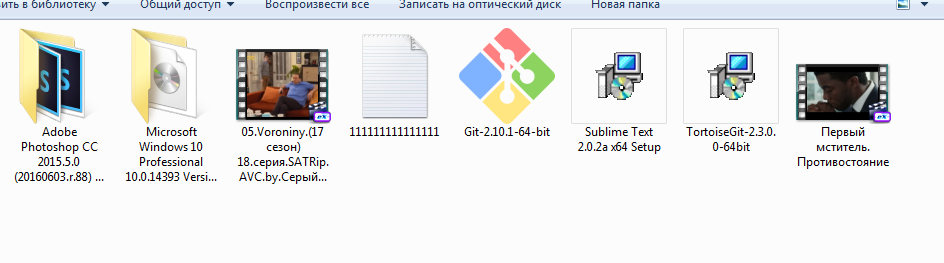 ить в библиотеку Общий доступ Воспроизвести все Записать на оптический диск Новая папка
Adobe
Photoshop CC
2015.5.0
(20160603.r.88) ...
Microsoft
Windows 10
Professional
10.0.14393 Versi...
05.Voroniny.(17
сезон)
18.серия.SATRip.
AVC.by.Серый...
111111111111111
Git-2.10.1-64-bit
Sublime Text
2.0.2a x64 Setup
TortoiseGit-2.3.0.
0-64bit
Первый
мститель.
Противостояние